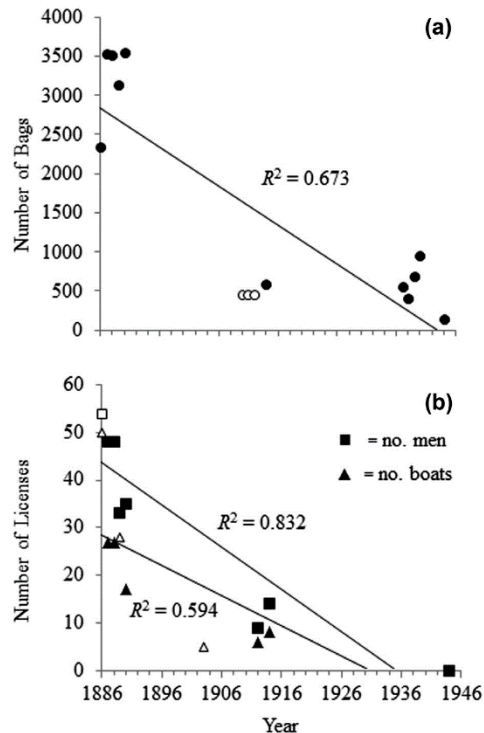 (a)
4000
3500
3000
2500
2000
1500
1000
500
0
Number of Bags
R² = 0.673
(b)
60
50
40
30
20
10
0
Number of Licenses
= no. men
= no. boats
R² = 0.832
R² = 0.594
1886 1896 1906 1916 1926 1936 1946
Year